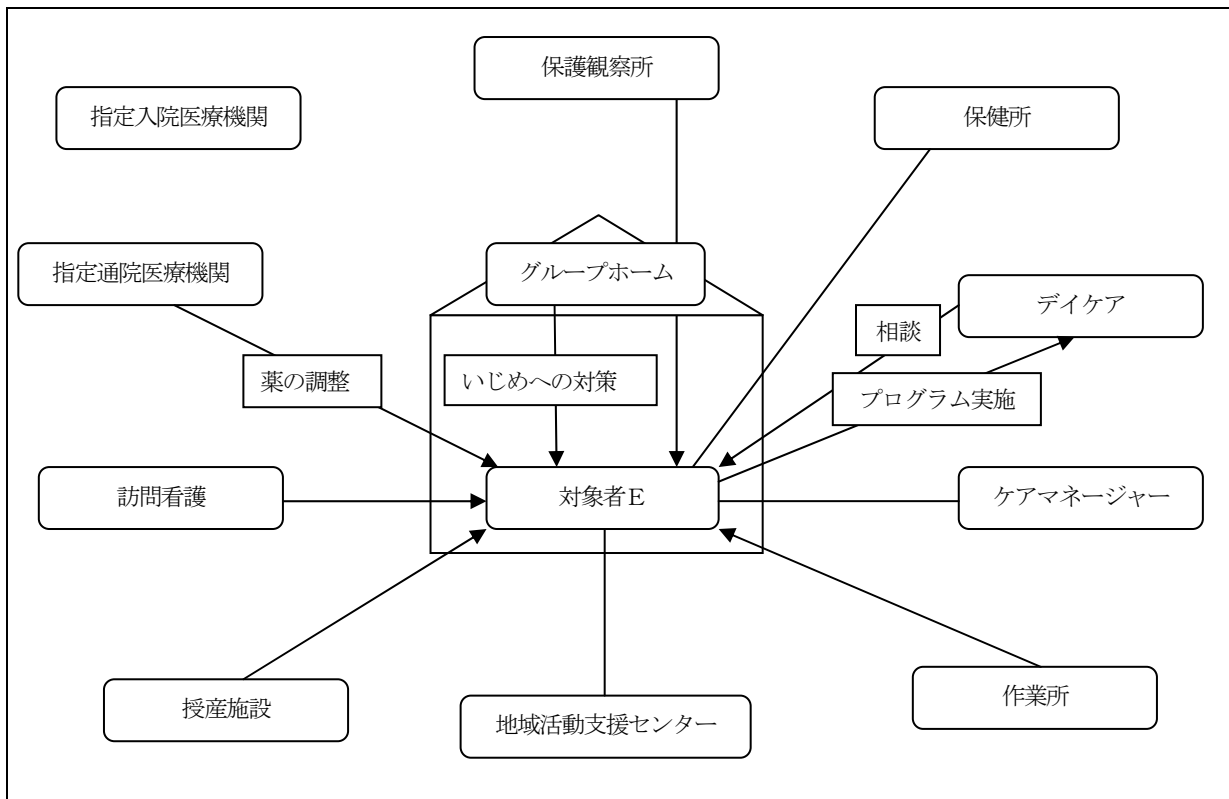 保護観察所
指定入院医療機関
保健所
グループホーム
指定通院医療機関
デイケア
相談
薬の調整
いじめへの対策
プログラム実施
訪問看護
対象者E
ケアマネージャー
授産施設
地域活動支援センター
作業所